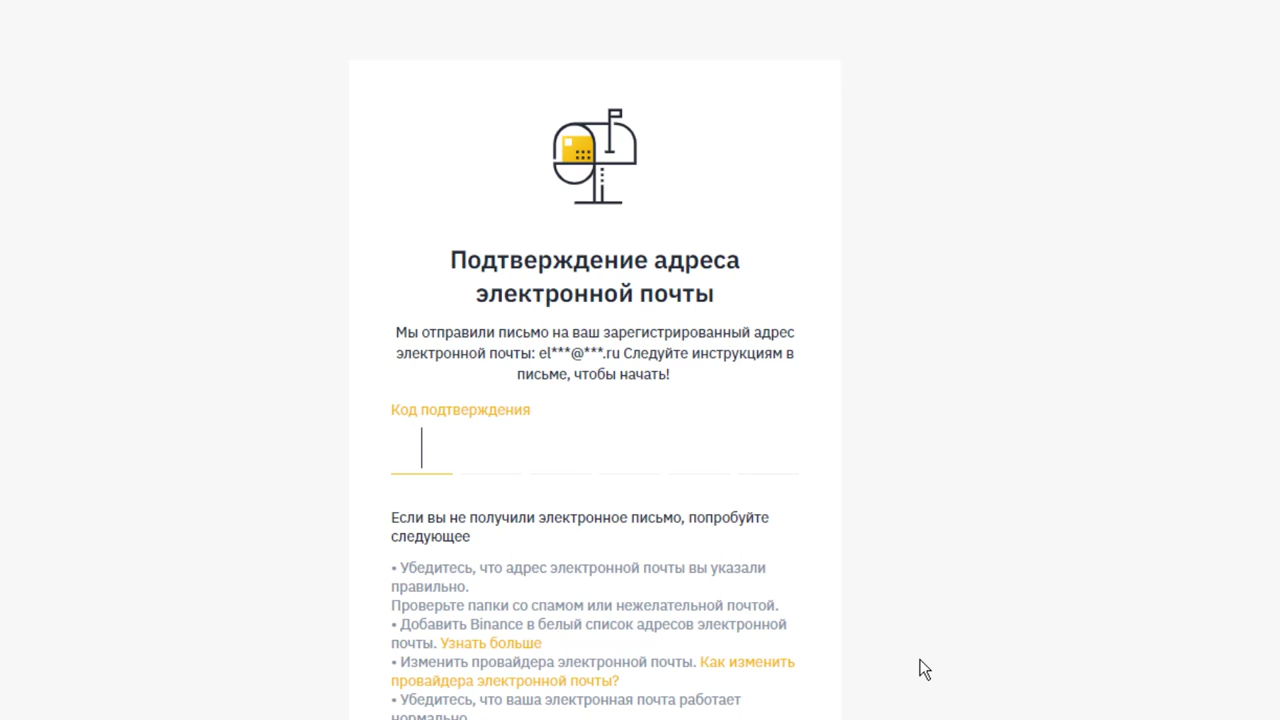 Подтверждение адреса
электронной почты
Мы отправили письмо на ваш зарегистрированный адрес
электронной почты: el***@***.ru Следуйте инструкциям в
письме, чтобы начать!
Код подтверждения
Если вы не получили электронное письмо, попробуйте
следующее
• Убедитесь, что адрес электронной почты вы указали
правильно.
Проверьте папки со спамом или нежелательной почтой.
• Добавить Binance в белый список адресов электронной
почты. Узнать больше
• Изменить провайдера электронной почты. Как изменить
провайдера электронной почты?
• Убедитесь, что ваша электронная почта работает
нормально